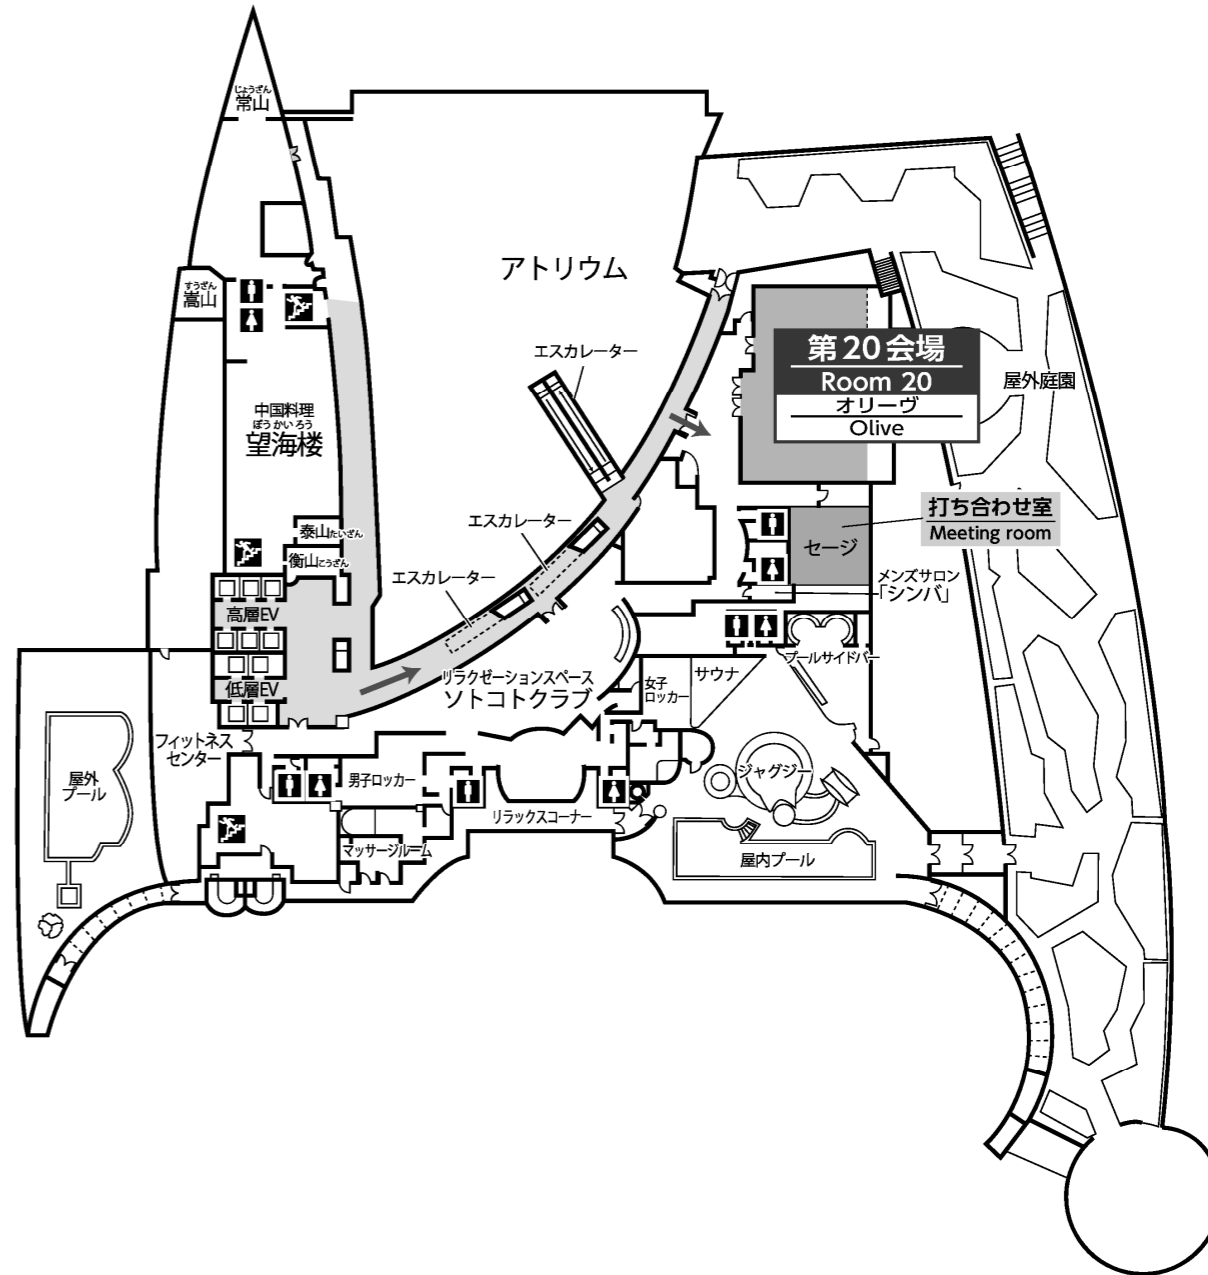 じょうざん
常山
アトリウム
すうざん
嵩山
エスカレーター
第20会場
Room 20
オリーヴ
Olive
屋外庭園
中国料理
ぼうかいろう
望海楼
打ち合わせ室
Meeting room
エスカレーター
泰山たいざん
セージ
衡山こうざん
エスカレーター
メンズサロン
「シンバ」
高層EV
プールサイドバー
低層EV
リラクゼーションスペース
ソトコトクラブ
女子
ロッカー
サウナ
フィットネス
センター
屋外
プール
男子ロッカー
ジャグジー
リラックスコーナー
マッサージルーム
屋内プール